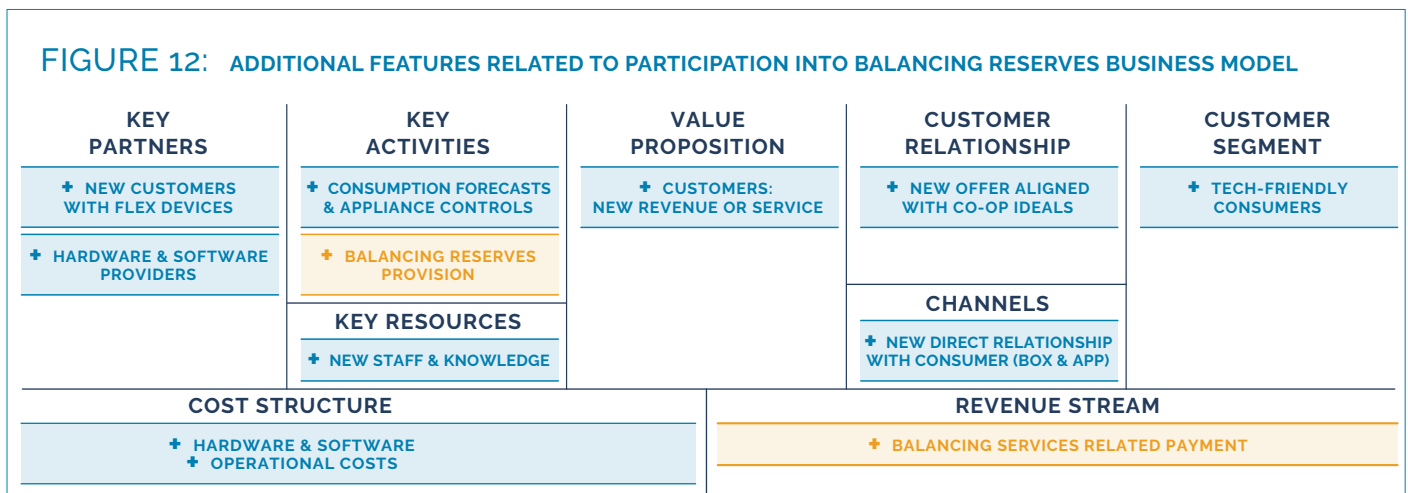 FIGURE 12: ADDITIONAL FEATURES RELATED TO PARTICIPATION INTO BALANCING RESERVES BUSINESS MODEL
KEY
PARTNERS
+ NEW CUSTOMERS
WITH FLEX DEVICES
+ HARDWARE & SOFTWARE
PROVIDERS
KEY
ACTIVITIES
+ CONSUMPTION FORECASTS
& APPLIANCE CONTROLS
+ BALANCING RESERVES
PROVISION
KEY RESOURCES
+ NEW STAFF & KNOWLEDGE
VALUE
PROPOSITION
+ CUSTOMERS:
NEW REVENUE OR SERVICE
CUSTOMER
RELATIONSHIP
+ NEW OFFER ALIGNED
WITH CO-OP IDEALS
CHANNELS
+ NEW DIRECT RELATIONSHIP
WITH CONSUMER (BOX & APP)
CUSTOMER
SEGMENT
+ TECH-FRIENDLY
CONSUMERS
COST STRUCTURE
+ HARDWARE & SOFTWARE
+ OPERATIONAL COSTS
REVENUE STREAM
+ BALANCING SERVICES RELATED PAYMENT